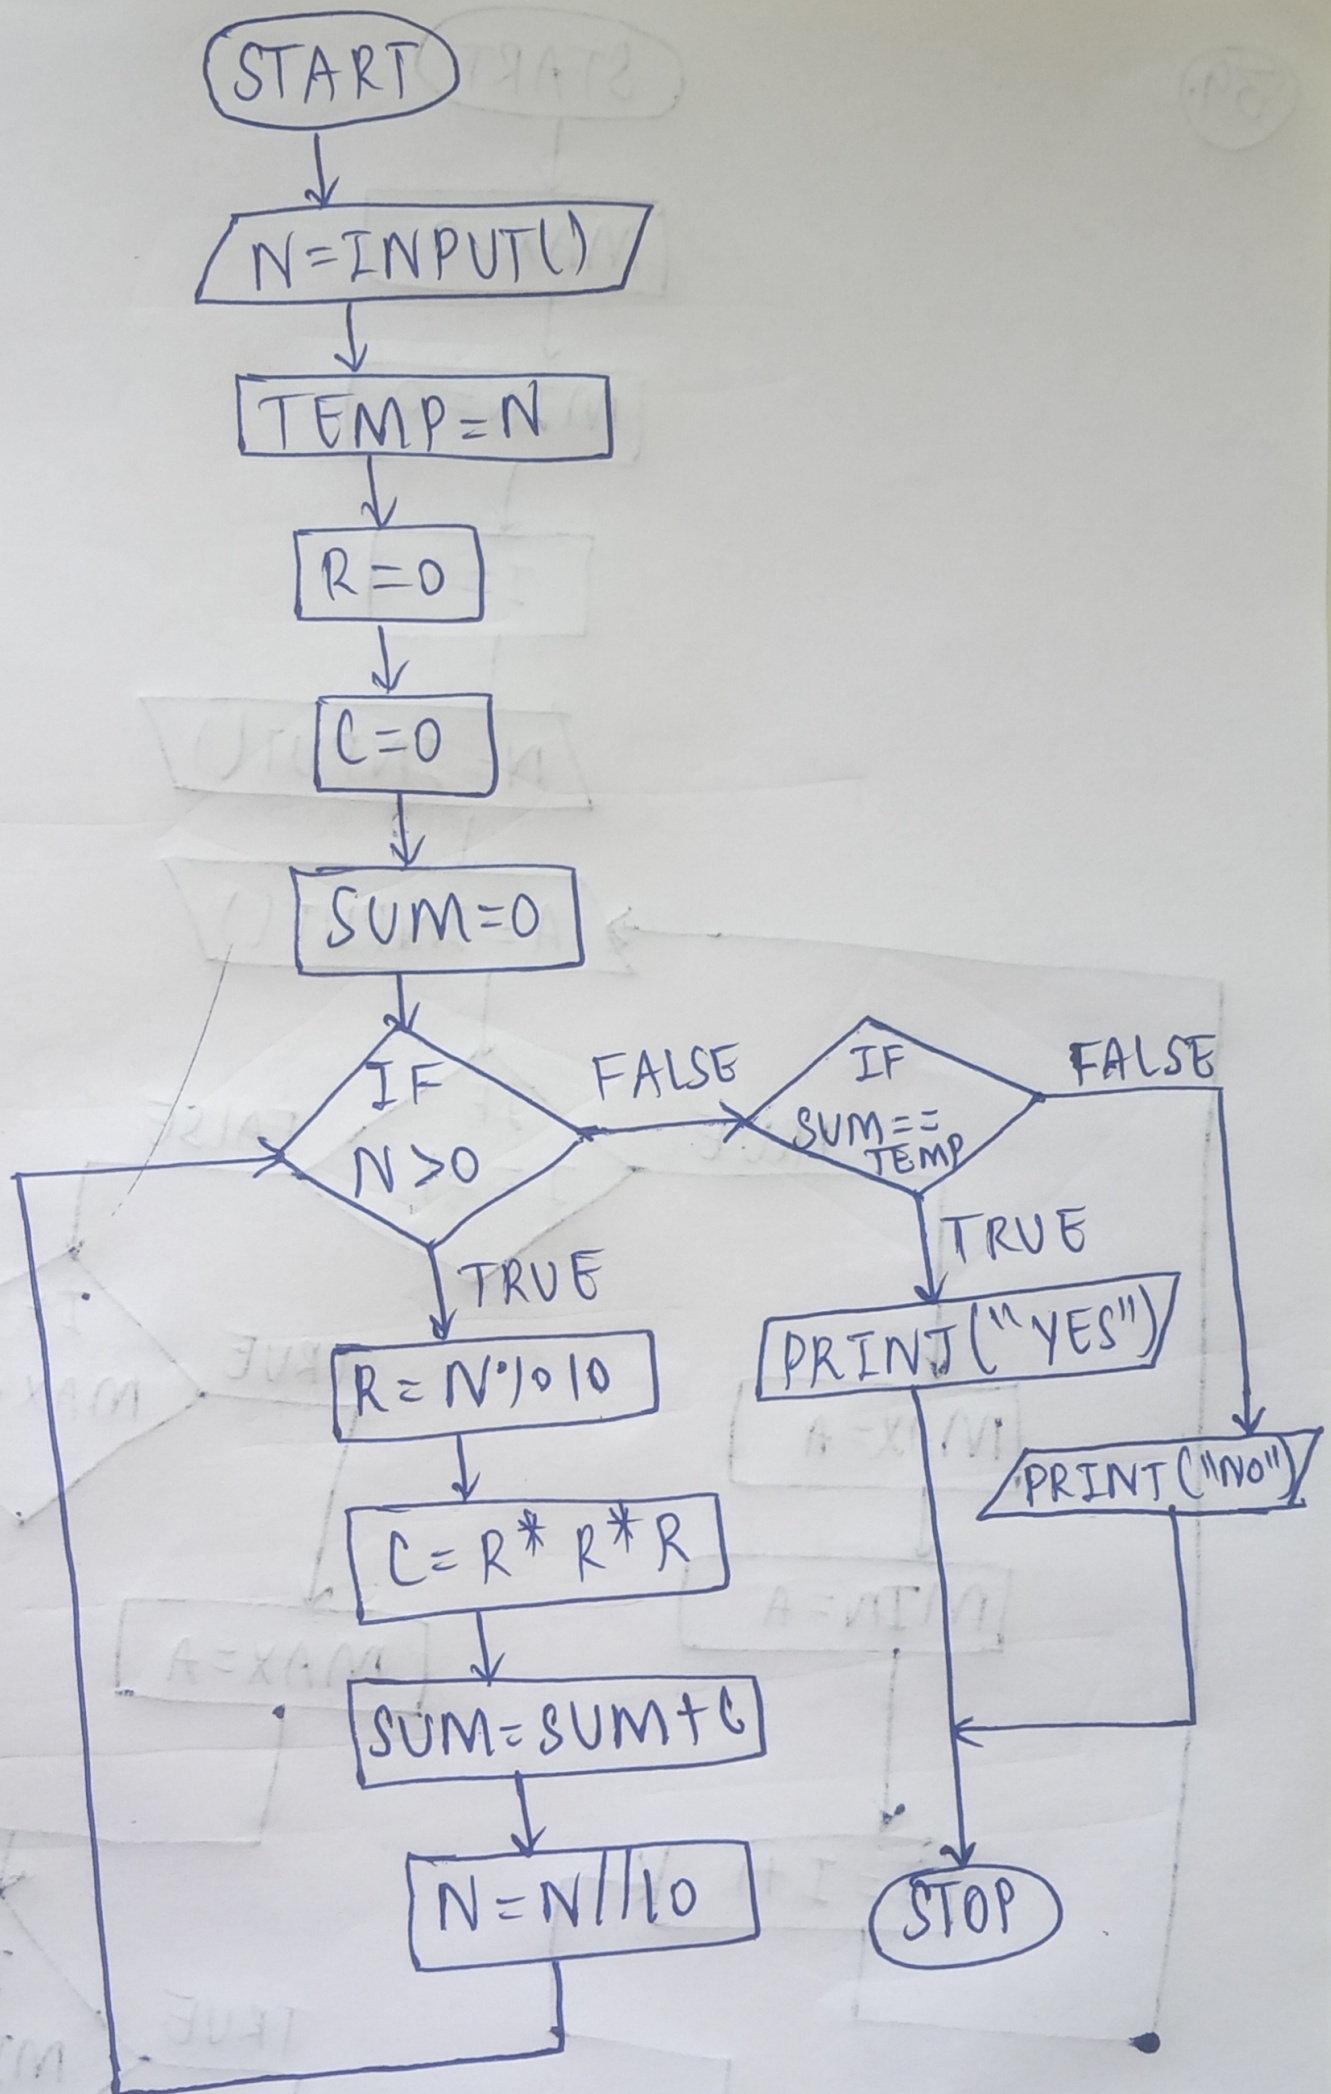 START
N=INPUT()
TEMP=N
R=0
C=0
SUM=0
IF
N>0
FALSE
IF
SUM==
TEMP
FALSE
TRUE
TRUE
R=N%10
PRINT("YES")
C=R*R*R
PRINT("NO")
SUM=SUM+C
N=N//10
STOP